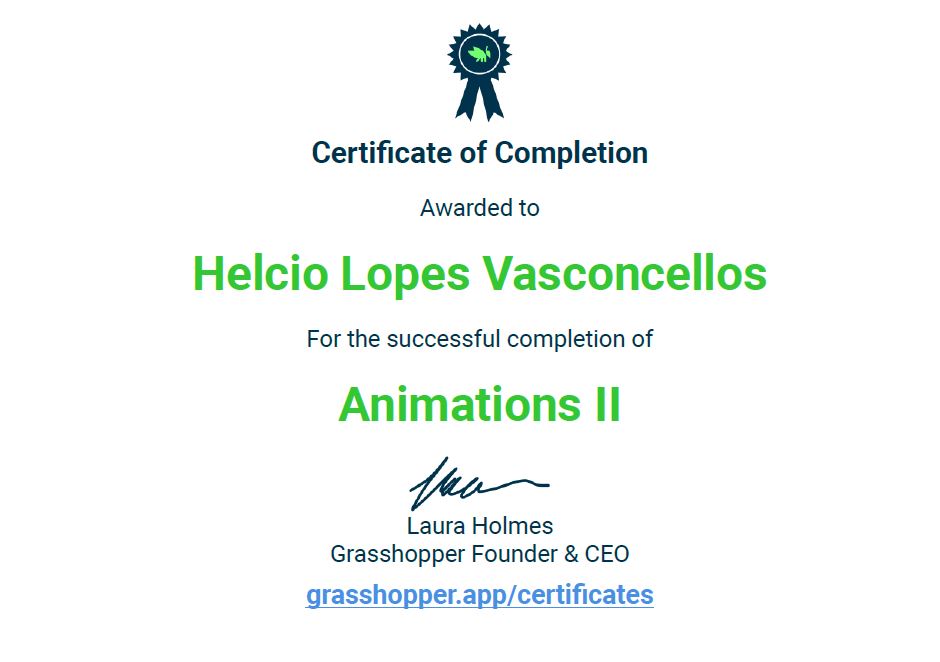 Certificate of Completion
Awarded to
Helcio Lopes Vasconcellos
For the successful completion of
Animations II
Laura Holmes
Grasshopper Founder & CEO
grasshopper.app/certificates